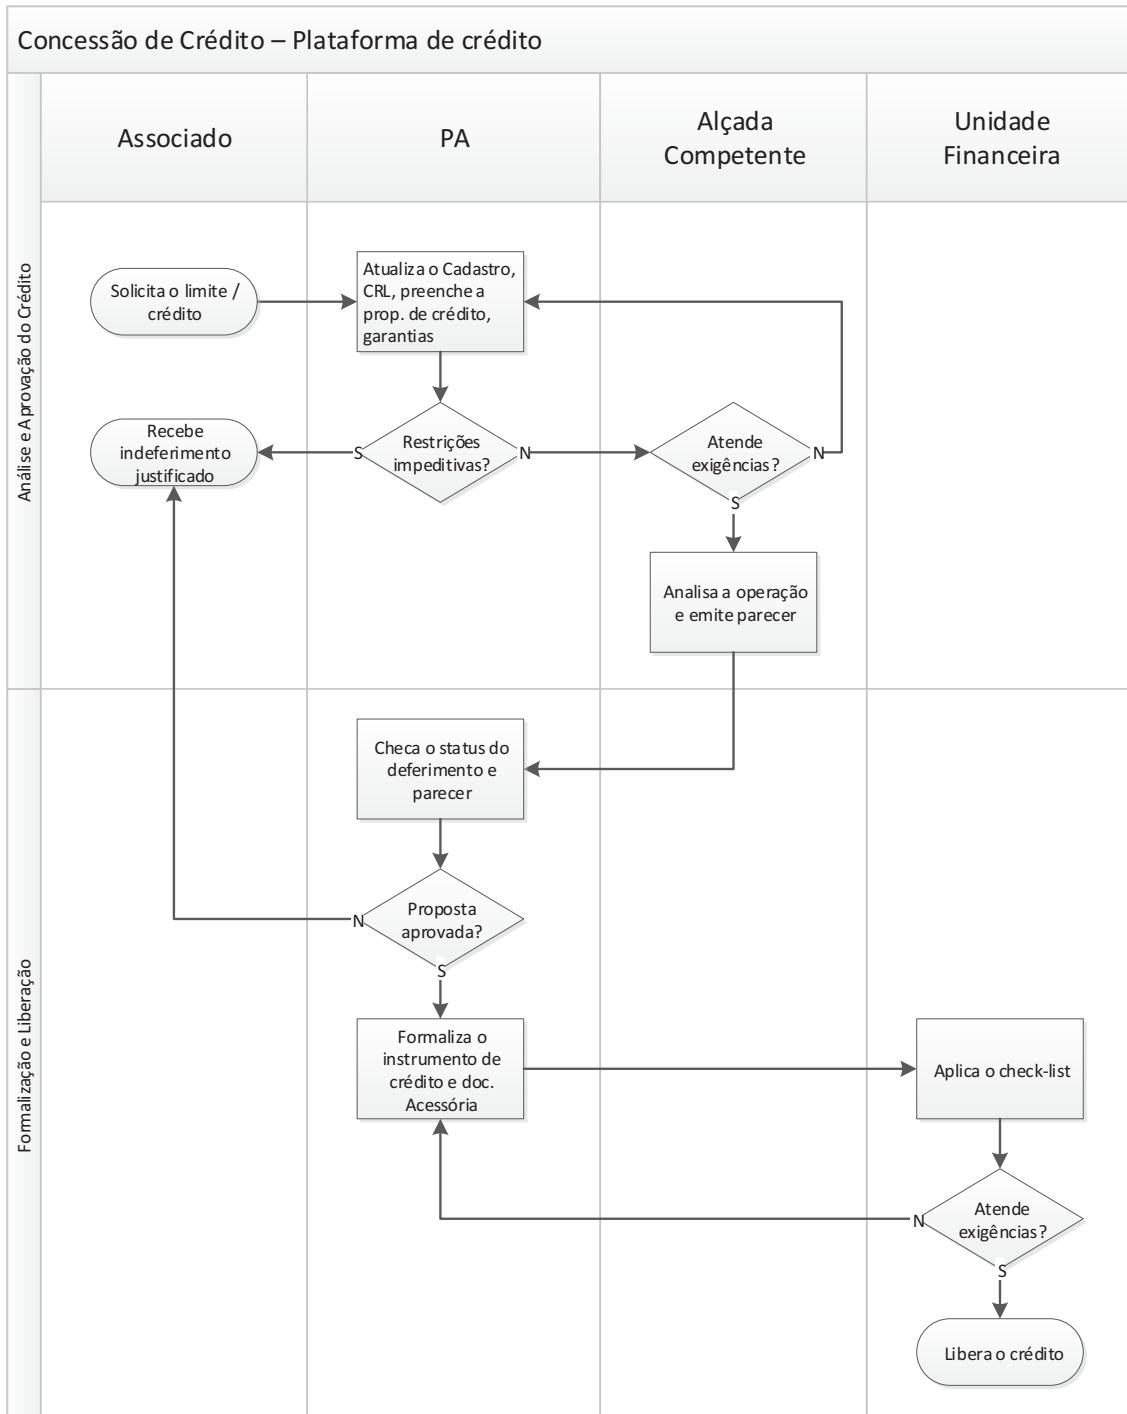 Concessão de Crédito – Plataforma de crédito
Associado
PA
Alçada
Competente
Unidade
Financeira
Análise e Aprovação do Crédito
Solicita o limite /
crédito
Atualiza o Cadastro,
CRL, preenche a
prop. de crédito,
garantias
Recebe
indeferimento
justificado
S
Restrições
impeditivas?
N
Atende
exigências?
N
S
Analisa a operação
e emite parecer
Formalização e Liberação
Checa o status do
deferimento e
parecer
N
Proposta
aprovada?
S
Formaliza o
instrumento de
crédito e doc.
Acessória
Aplica o check-list
N
Atende
exigências?
S
Libera o crédito